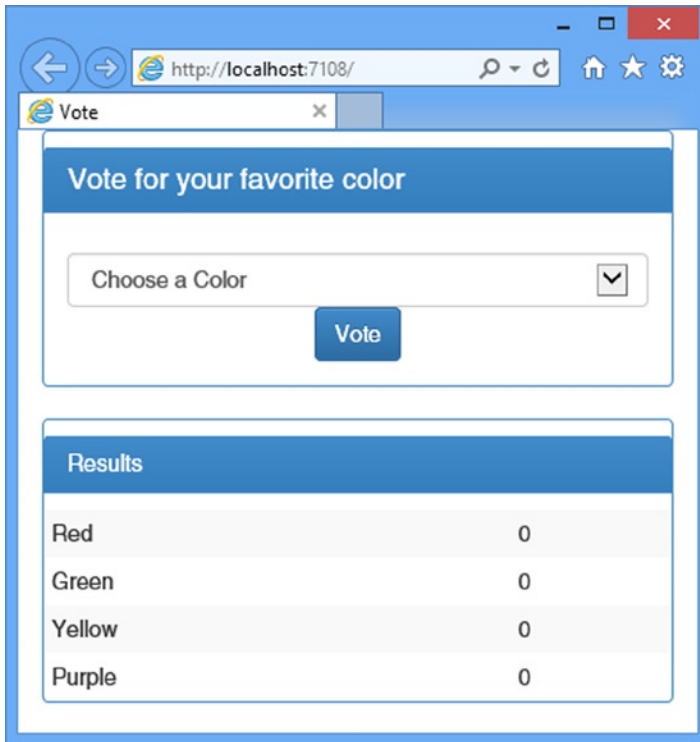 http://localhost:7108/
Vote
Vote for your favorite color
Choose a Color
Vote
Results
Red 0
Green 0
Yellow 0
Purple 0